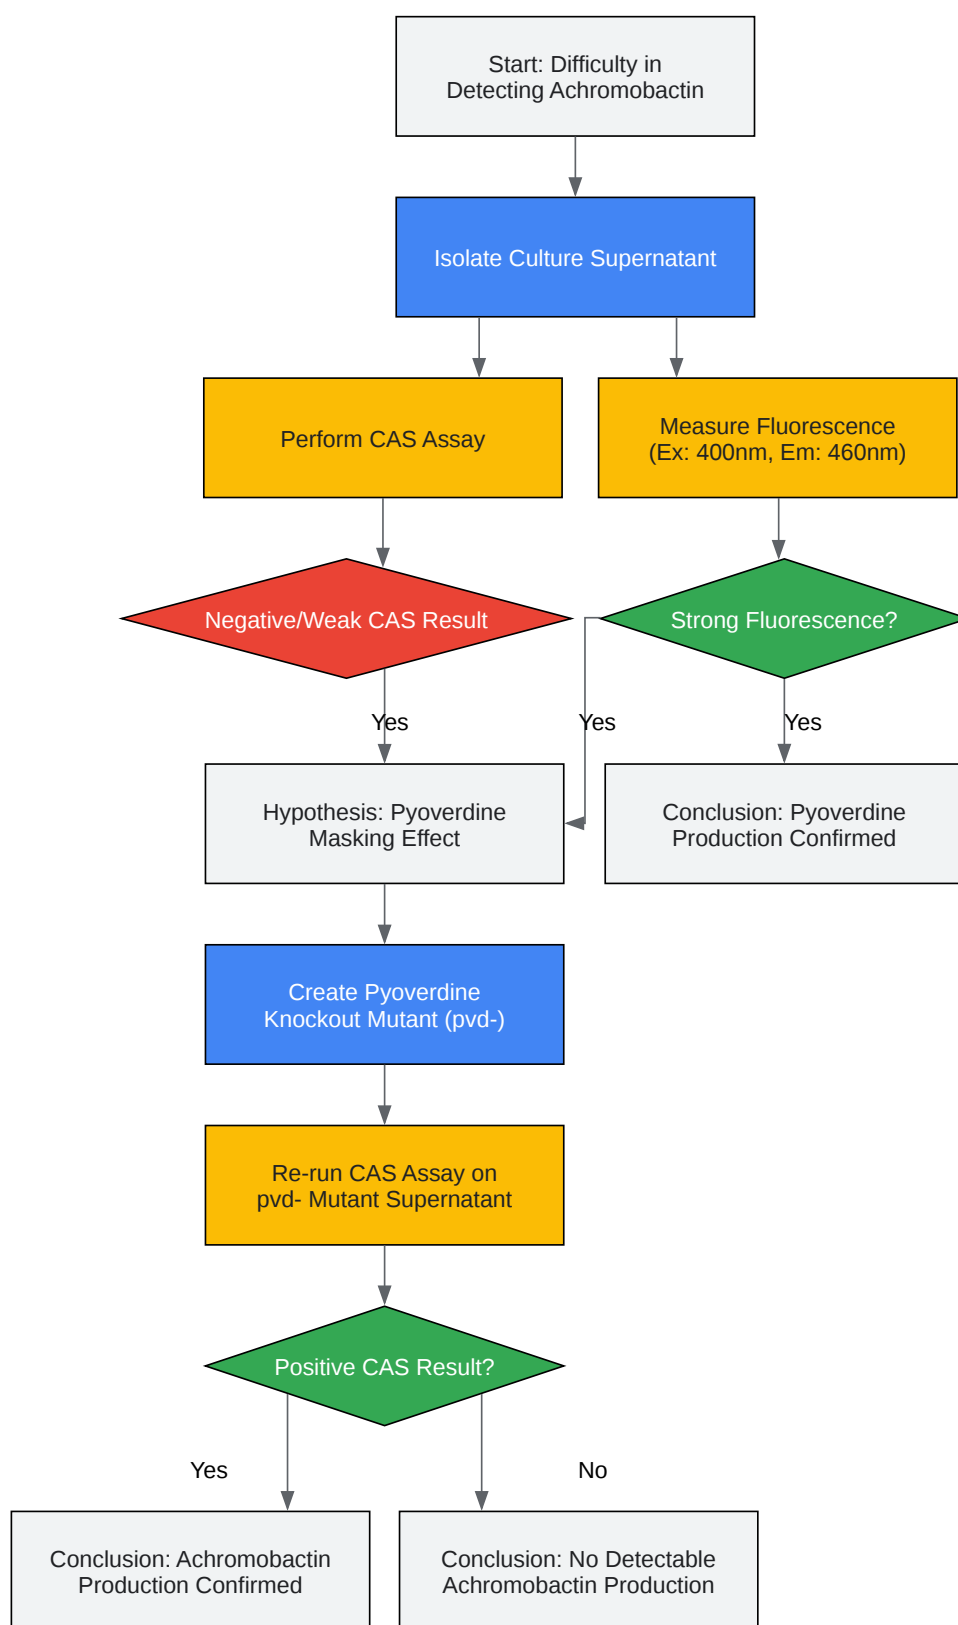 Start: Difficulty in
Detecting Achromobactin
Isolate Culture Supernatant
Perform CAS Assay
Measure Fluorescence
(Ex: 400nm, Em: 460nm)
Negative/Weak CAS Result
Strong Fluorescence?
Yes
Yes
Yes
Hypothesis: Pyoverdine
Masking Effect
Conclusion: Pyoverdine
Production Confirmed
Create Pyoverdine
Knockout Mutant (pvd-)
Re-run CAS Assay on
pvd- Mutant Supernatant
Positive CAS Result?
Yes
No
Conclusion: Achromobactin
Production Confirmed
Conclusion: No Detectable
Achromobactin Production